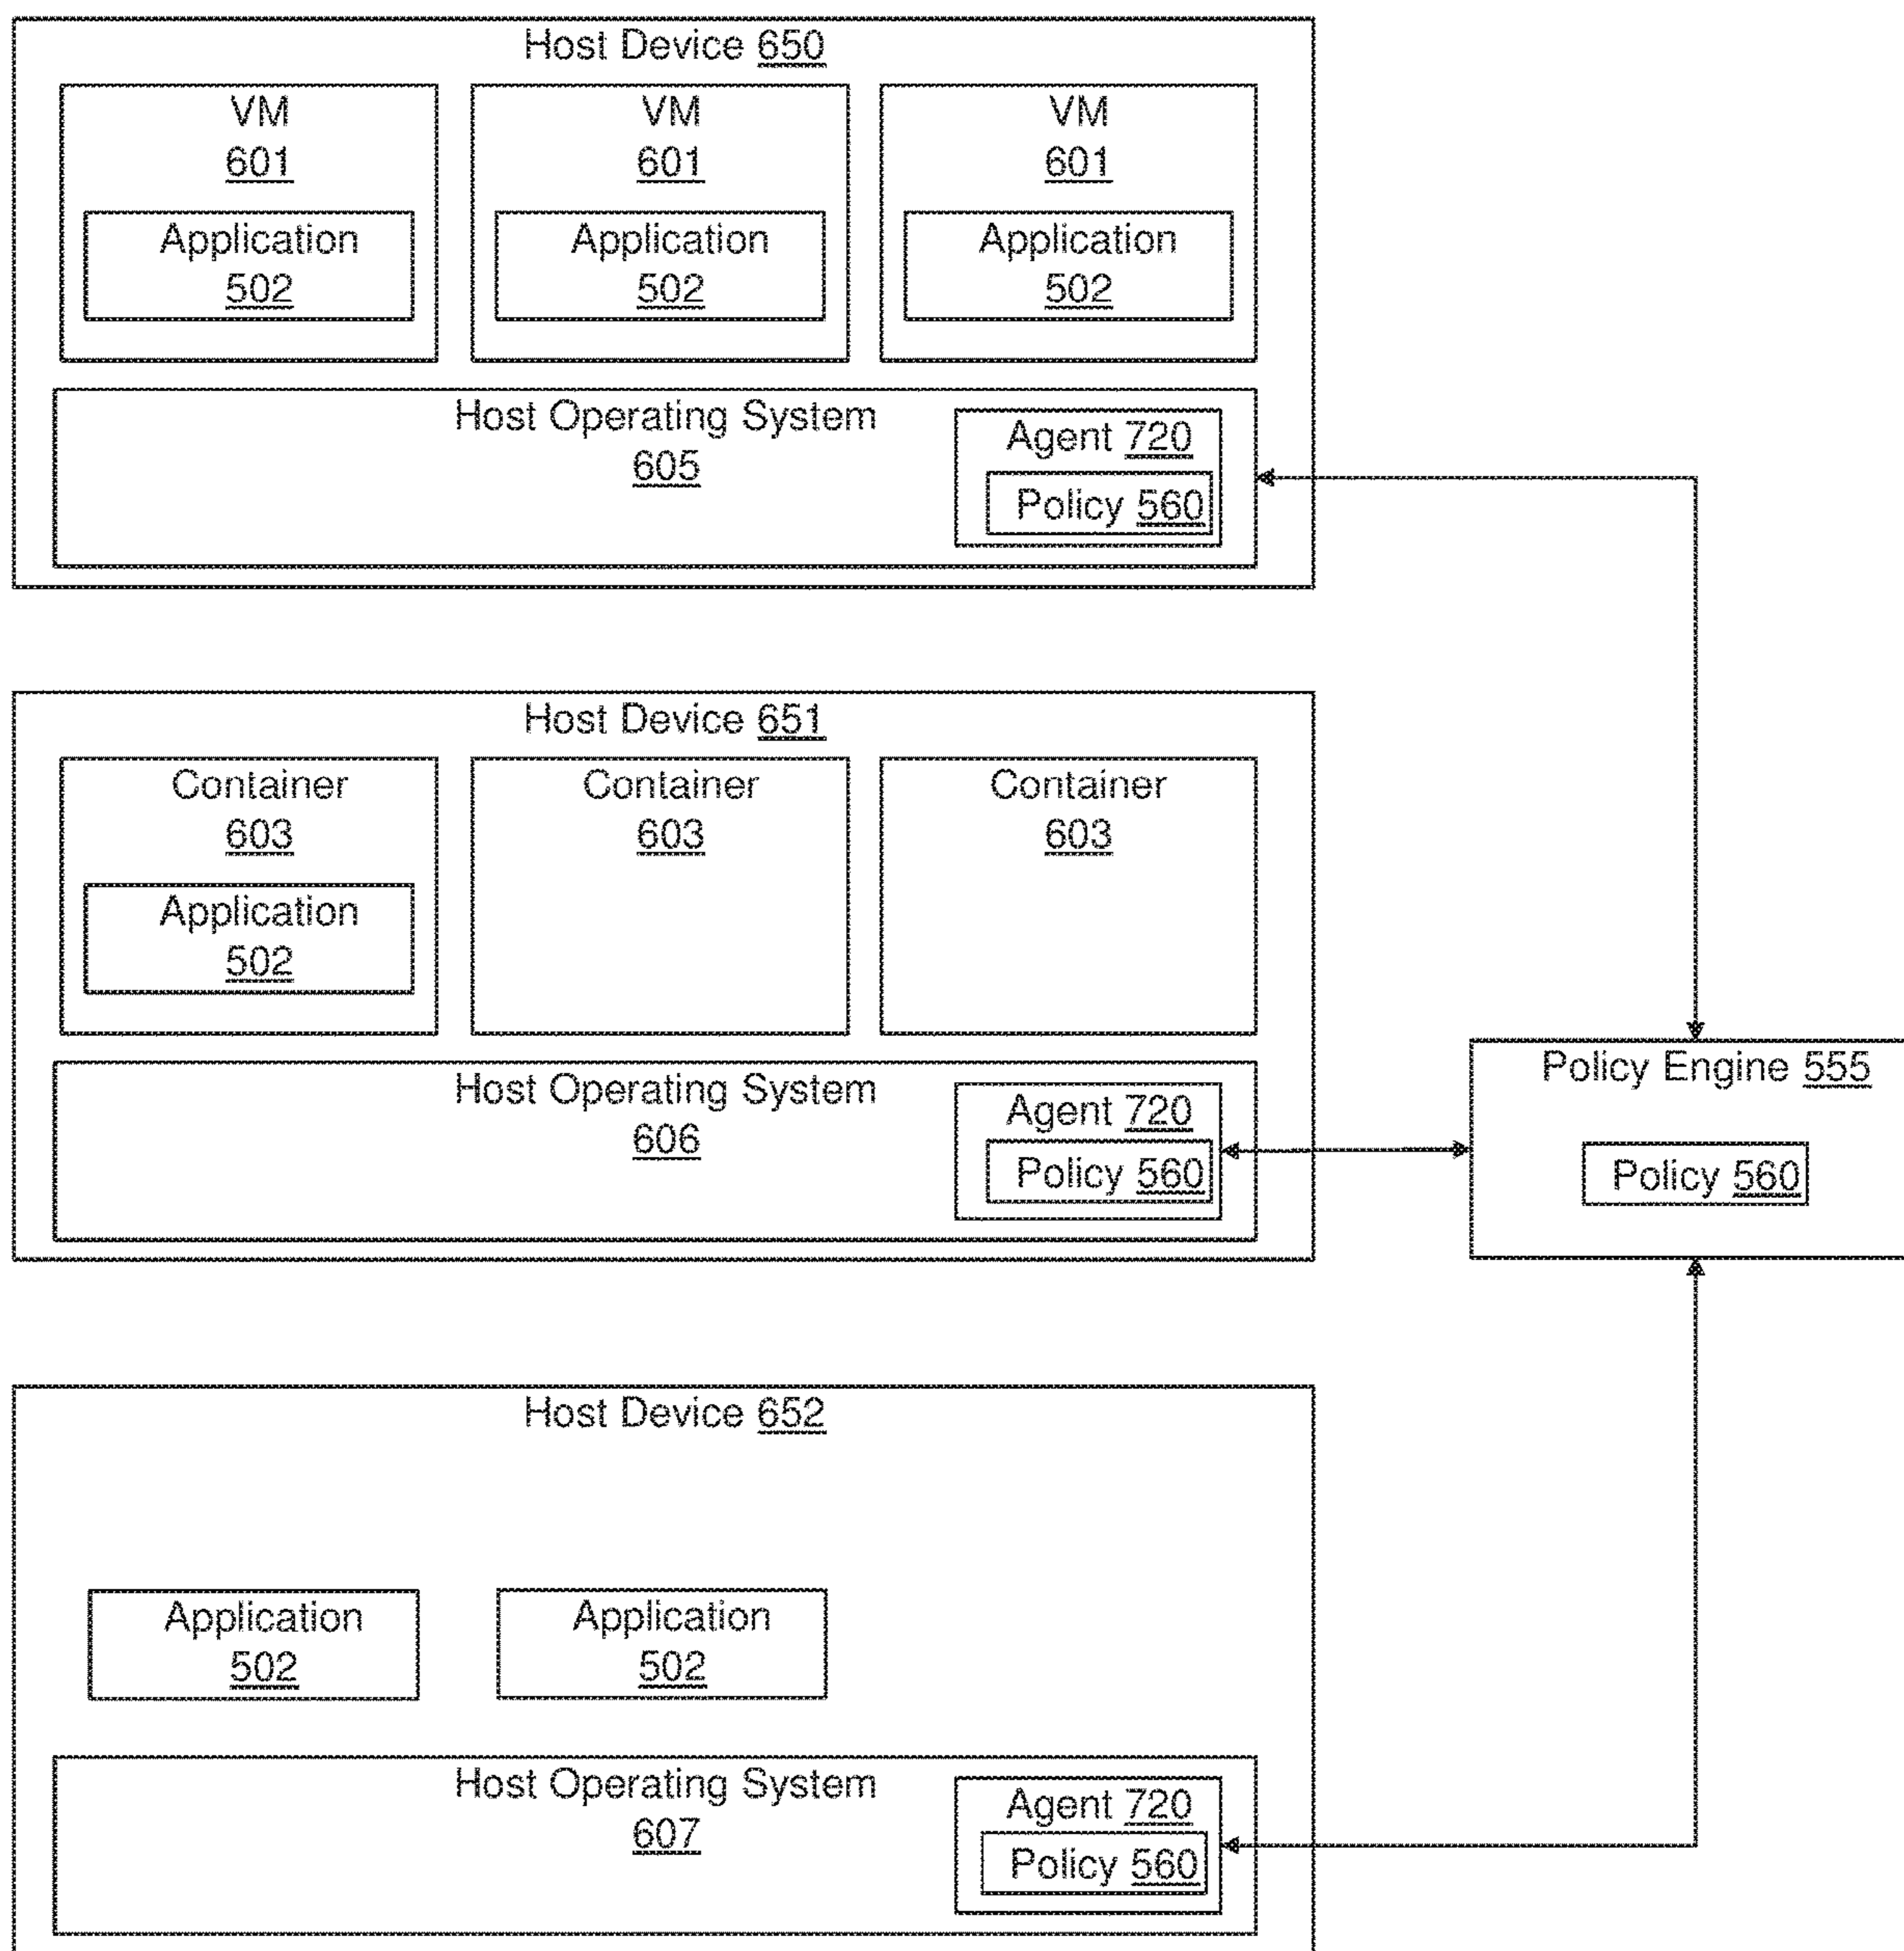 Host Device 650
VM
601
Application
502
VM
601
Application
502
VM
601
Application
502
Host Operating System
605
Agent 720
Policy 560
Host Device 651
Container
603
Application
502
Container
603
Container
603
Host Operating System
606
Agent 720
Policy 560
Policy Engine 555
Policy 560
Host Device 652
Application
502
Application
502
Host Operating System
607
Agent 720
Policy 560